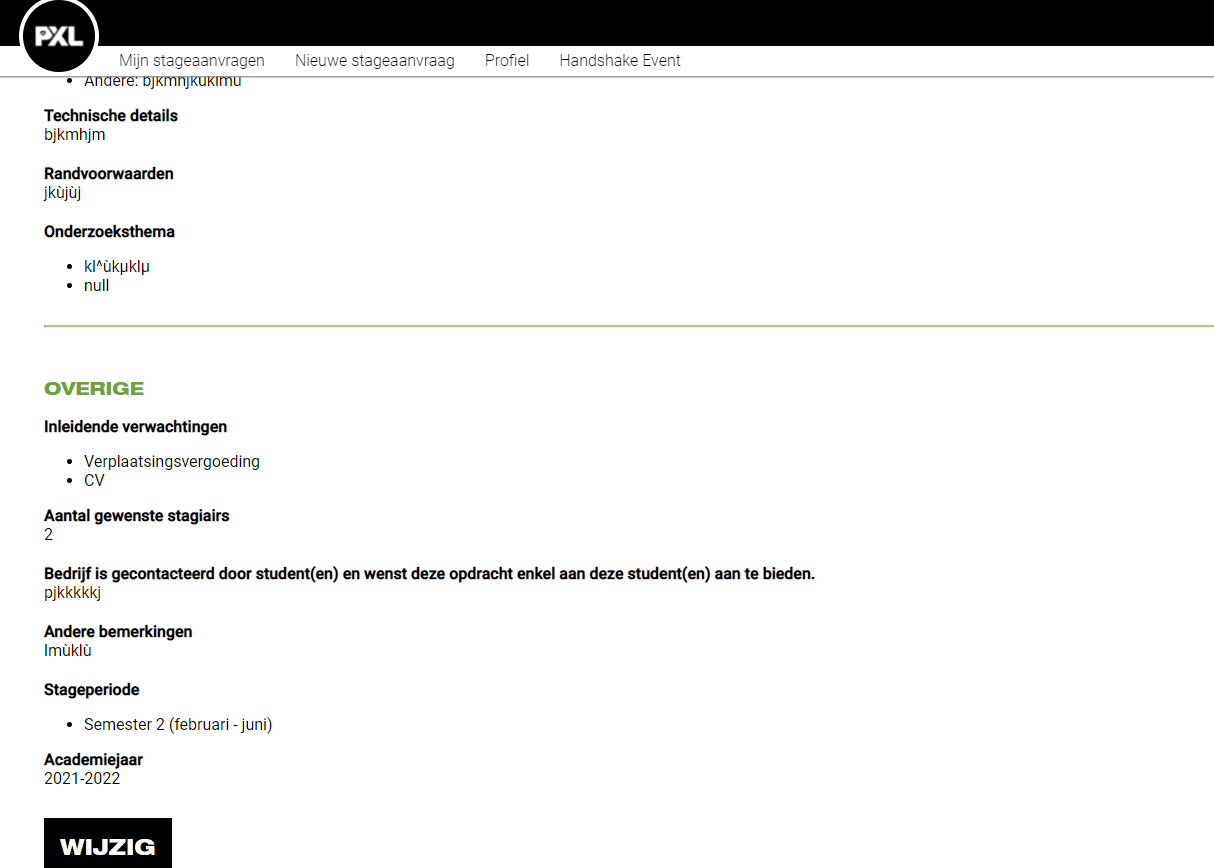 PXL
Mijn stageaanvragen Nieuwe stageaanvraag Profiel Handshake Event
Andere: bjkmhjkuklmu
Technische details
bjkmhjm
Randvoorwaarden
jkùjùj
Onderzoeksthema
kl^ùkµklµ
null
OVERIGE
Inleidende verwachtingen
Verplaatsingsvergoeding
CV
Aantal gewenste stagiairs
2
Bedrijf is gecontacteerd door student(en) en wenst deze opdracht enkel aan deze student(en) aan te bieden.
pjkkkkkj
Andere bemerkingen
lmùklù
Stageperiode
Semester 2 (februari - juni)
Academiejaar
2021-2022
WIJZIG